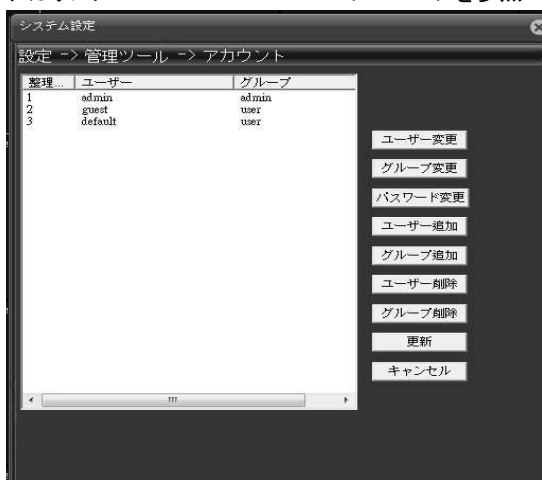 を参照
システム設定
設定 -> 管理ツール -> アカウント
整理... ユーザー グループ
1 admin admin
2 guest user
3 default user
ユーザー変更
グループ変更
パスワード変更
ユーザー追加
グループ追加
ユーザー削除
グループ削除
更新
キャンセル